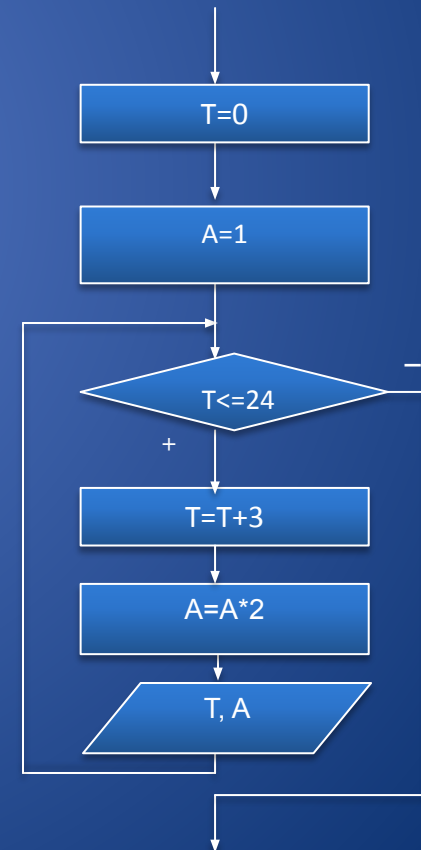 T=0
A=1
T<=24
–
+
T=T+3
A=A*2
T, A